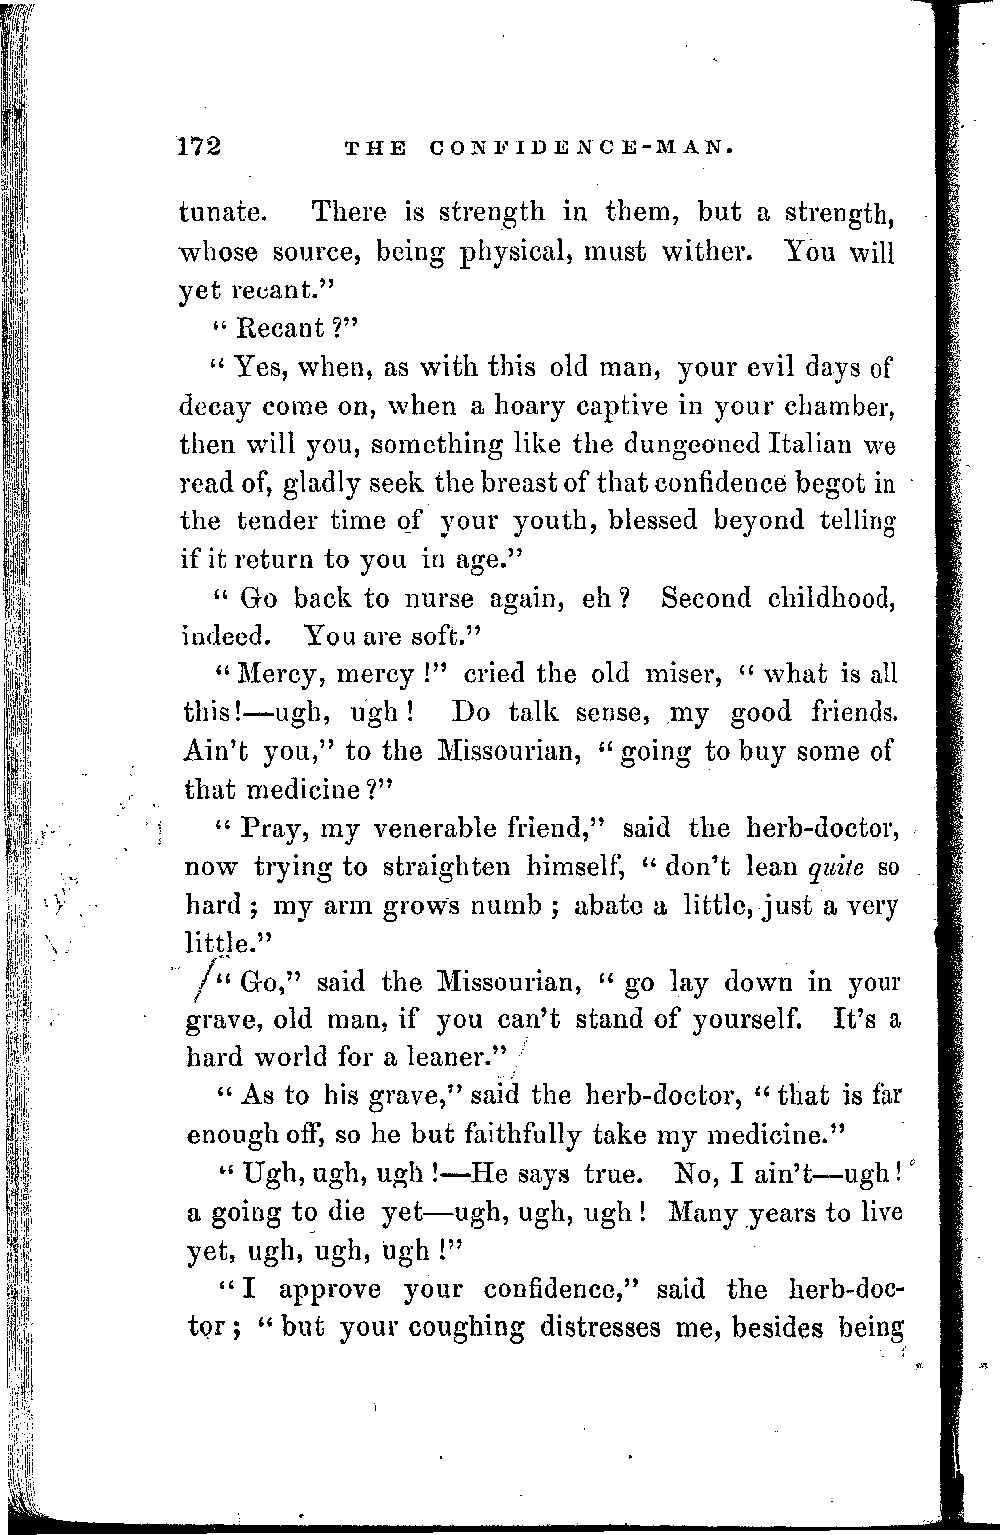 172 THE CONFIDENCE-MAN.
tunate. There is strength in them, but a strength,
whose source, being physical, must wither. You will
yet recant."
"Recant?"
"Yes, when, as with this old man, your evil days of
decay come on, when a hoary captive in your chamber,
then will you, something like the dungeoned Italian we
read of, gladly seek the breast of that confidence begot in
the tender time of your youth, blessed beyond telling
if it return to you in age."
"Go back to nurse again, eh? Second childhood,
indeed. You are soft."
"Mercy, mercy!" cried the old miser, "what is all
this!—ugh, ugh! Do talk sense, my good friends.
Ain't you," to the Missourian, "going to buy some of
that medicine?"
"Pray, my venerable friend," said the herb-doctor,
now trying to straighten himself, "don't lean quite so
hard; my arm grows numb; abate a little, just a very
little."
"Go," said the Missourian, "go lay down in your
grave, old man, if you can't stand of yourself. It's a
hard world for a leaner."
"As to his grave," said the herb-doctor, "that is far
enough off, so he but faithfully take my medicine."
"Ugh, ugh, ugh!—He says true. No, I ain't—ugh!
a going to die yet—ugh, ugh, ugh! Many years to live
yet, ugh, ugh, ugh!"
"I approve your confidence," said the herb-doc-
tor; "but your coughing distresses me, besides being